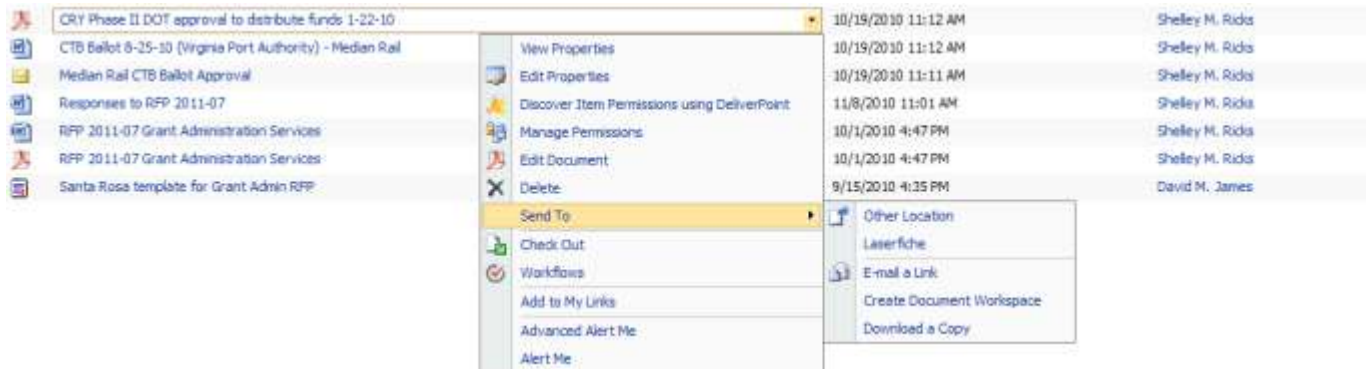 CRY Phase II DOT approval to distribute funds 1-22-10 10/19/2010 11:12 AM Shelley M. Ricks
CTB Ballot 8-25-10 (Virginia Port Authority) - Median Rail 10/19/2010 11:12 AM Shelley M. Ricks
View Properties
Median Rail CTB Ballot Approval 10/19/2010 11:11 AM Shelley M. Ricks
Edit Properties
Responses to RFP 2011-07 11/8/2010 11:01 AM Shelley M. Ricks
Discover Item Permissions using DeliverPoint
RFP 2011-07 Grant Administration Services 10/1/2010 4:47 PM Shelley M. Ricks
Manage Permissions
RFP 2011-07 Grant Administration Services 10/1/2010 4:47 PM Shelley M. Ricks
Edit Document
Santa Rosa template for Grant Admin RFP 9/15/2010 4:35 PM David M. James
Delete
Send To
Other Location
Check Out
Laserfiche
Workflows
E-mail a Link
Add to My Links
Create Document Workspace
Advanced Alert Me
Download a Copy
Alert Me